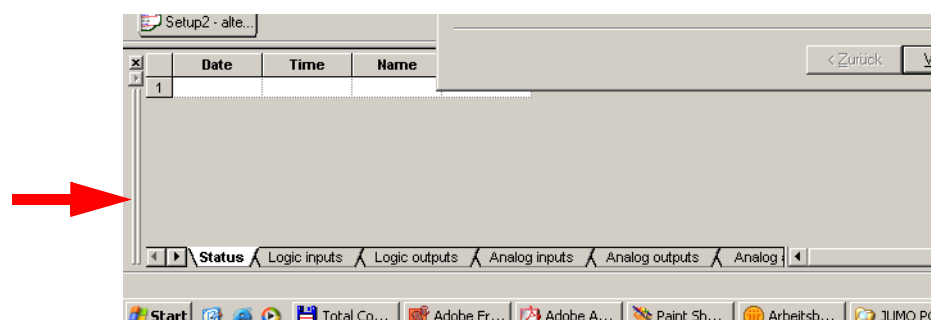 Setup2 - alte...
< Zurück
Date Time Name
1
Status Logic inputs Logic outputs Analog inputs Analog outputs Analog
Start Total Co... Adobe Fr... Adobe A... Paint Sh... Arbeitsb... JUMO PC